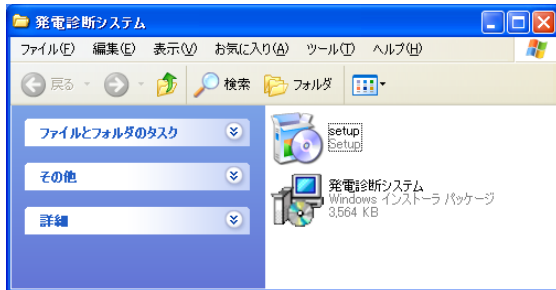 発電診断システム
ファイル(F) 編集(E) 表示(V) お気に入り(A) ツール(T) ヘルプ(H)
戻る 検索 フォルダ
ファイルとフォルダのタスク
その他
詳細
setup
Setup
発電診断システム
Windows インストーラ パッケージ
3,564 KB